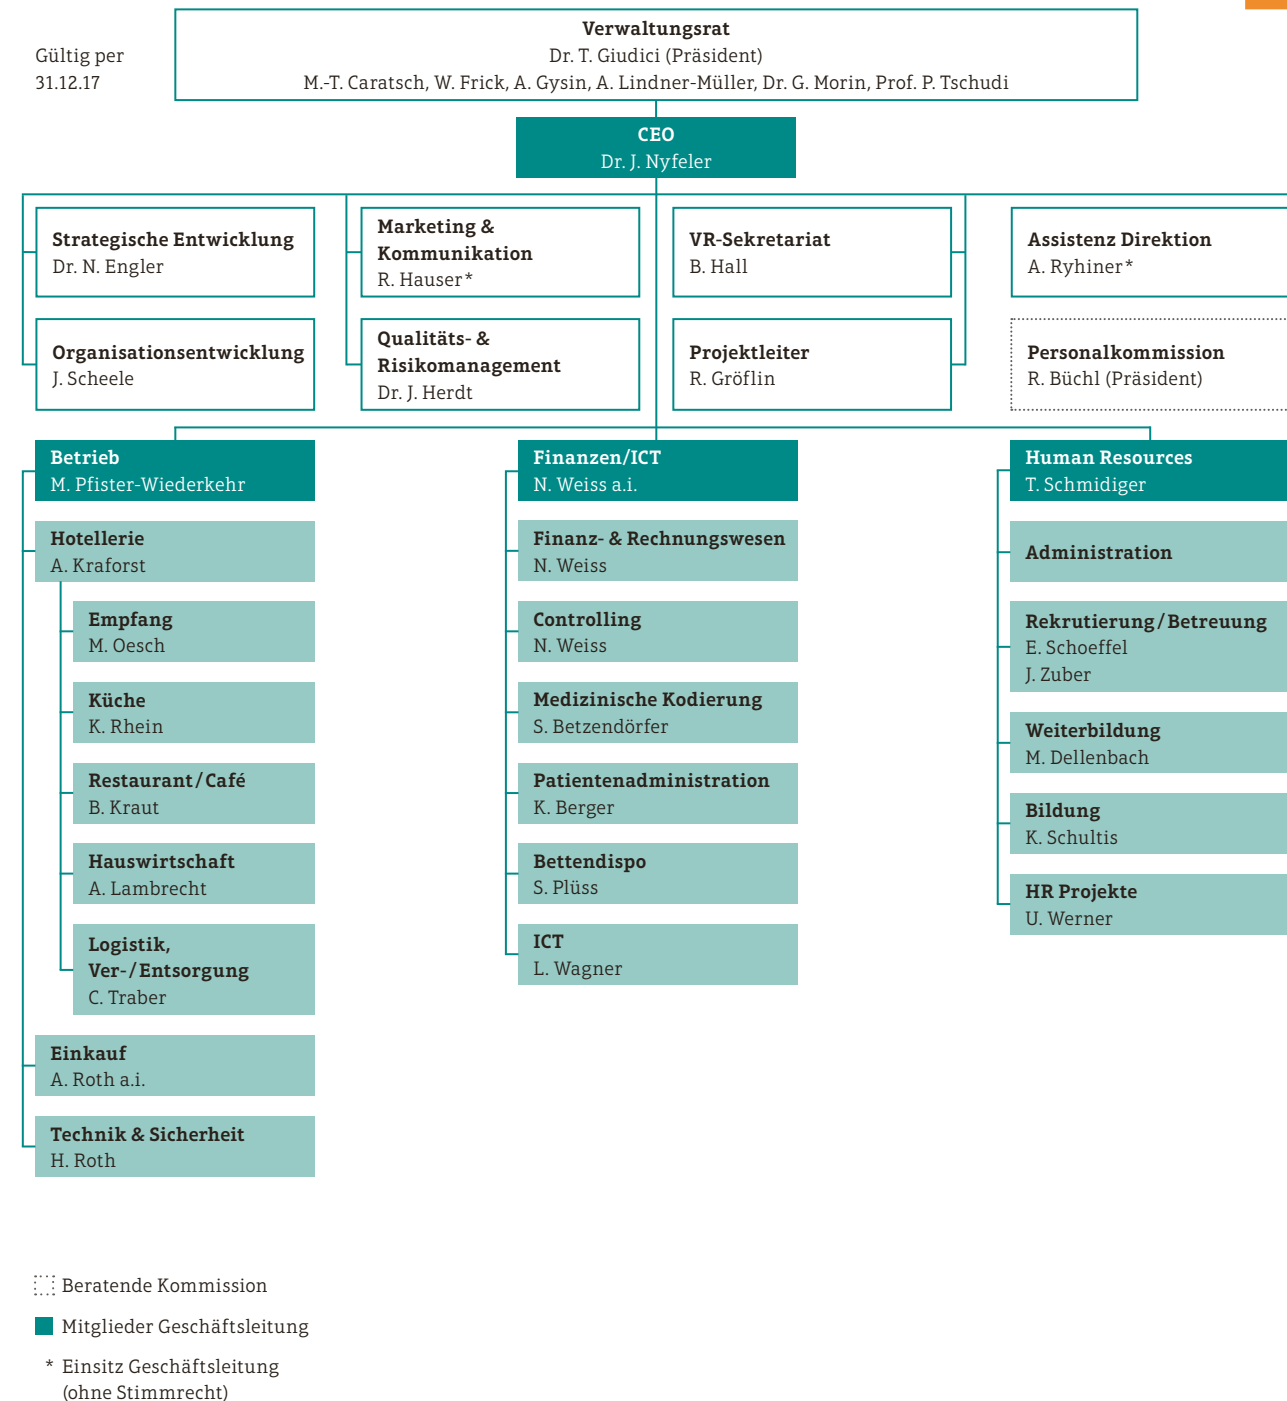 Gültig per
31.12.17
Verwaltungsrat
Dr. T. Giudici (Präsident)
M.-T. Caratsch, W. Frick, A. Gysin, A. Lindner-Müller, Dr. G. Morin, Prof. P. Tschudi
CEO
Dr. J. Nyfeler
Strategische Entwicklung
Dr. N. Engler
Marketing &
Kommunikation
R. Hauser*
VR-Sekretariat
B. Hall
Assistenz Direktion
A. Ryhiner*
Organisationsentwicklung
J. Scheele
Qualitäts- &
Risikomanagement
Dr. J. Herdt
Projektleiter
R. Gröflin
Personalkommission
R. Büchl (Präsident)
Betrieb
M. Pfister-Wiederkehr
Hotellerie
A. Kraforst
Empfang
M. Oesch
Küche
K. Rhein
Restaurant/Café
B. Kraut
Hauswirtschaft
A. Lambrecht
Logistik,
Ver-/Entsorgung
C. Traber
Einkauf
A. Roth a.i.
Technik & Sicherheit
H. Roth
Finanzen/ICT
N. Weiss a.i.
Finanz- & Rechnungswesen
N. Weiss
Controlling
N. Weiss
Medizinische Kodierung
S. Betzendörfer
Patientenadministration
K. Berger
Bettendispo
S. Plüss
ICT
L. Wagner
Human Resources
T. Schmidiger
Administration
Rekrutierung/Betreuung
E. Schoeffel
J. Zuber
Weiterbildung
M. Dellenbach
Bildung
K. Schultis
HR Projekte
U. Werner
Beratende Kommission
Mitglieder Geschäftsleitung
* Einsitz Geschäftsleitung
(ohne Stimmrecht)